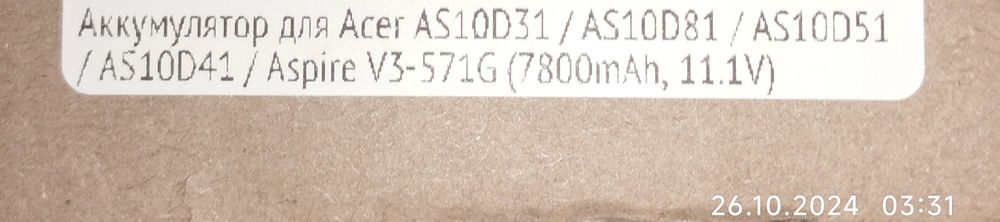 Аккумулятор для Acer AS10D31 / AS10D81 / AS10D51
/ AS10D41 / Aspire V3-571G (7800mAh, 11.1V)
26.10.2024 03:31